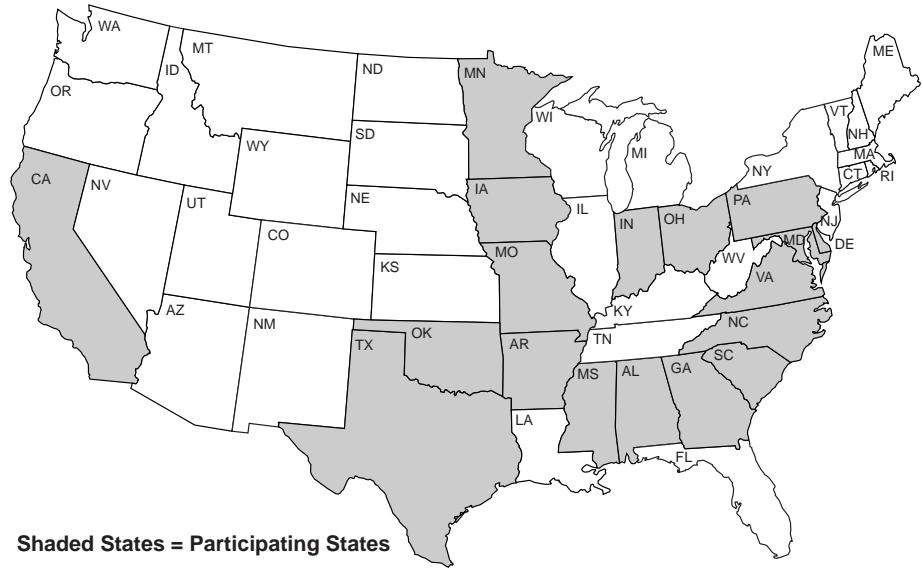 WA
MT
ND
MN
ME
ID
OR
VT
WI
SD
NH
WY
MI
MA
NY
CT
RI
CA
NV
NE
IA
PA
UT
IL
IN
OH
NJ
CO
MO
MD
DE
WV
KS
VA
AZ
NM
KY
NC
OK
TN
TX
AR
SC
MS
AL
GA
LA
FL
Shaded States = Participating States